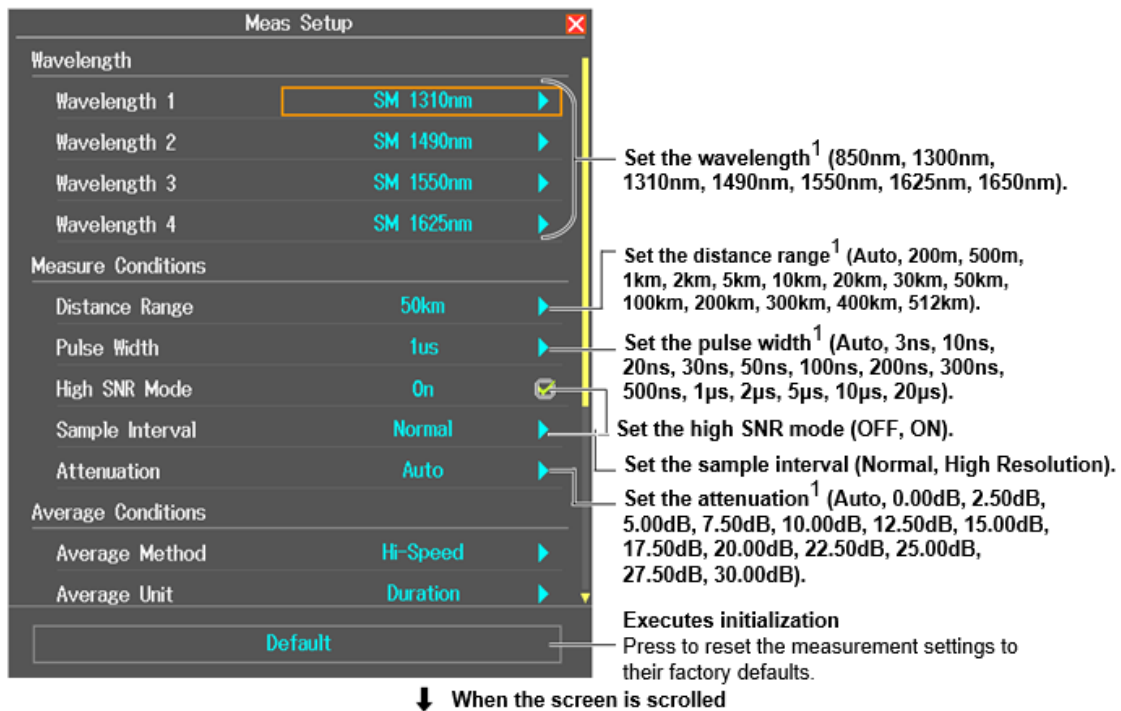 Meas Setup
Wavelength
Wavelength 1 SM 1310nm
Wavelength 2 SM 1490nm
Wavelength 3 SM 1550nm
Wavelength 4 SM 1625nm
Set the wavelength1 (850nm, 1300nm,
1310nm, 1490nm, 1550nm, 1625nm, 1650nm).
Measure Conditions
Distance Range 50km
Set the distance range1 (Auto, 200m, 500m,
1km, 2km, 5km, 10km, 20km, 30km, 50km,
100km, 200km, 300km, 400km, 512km).
Pulse Width 1us
Set the pulse width1 (Auto, 3ns, 10ns,
20ns, 30ns, 50ns, 100ns, 200ns, 300ns,
500ns, 1µs, 2µs, 5µs, 10µs, 20µs).
High SNR Mode On
Set the high SNR mode (OFF, ON).
Sample Interval Normal
Set the sample interval (Normal, High Resolution).
Attenuation Auto
Set the attenuation1 (Auto, 0.00dB, 2.50dB,
5.00dB, 7.50dB, 10.00dB, 12.50dB, 15.00dB,
17.50dB, 20.00dB, 22.50dB, 25.00dB,
27.50dB, 30.00dB).
Average Conditions
Average Method Hi-Speed
Average Unit Duration
Default
Executes initialization
Press to reset the measurement settings to
their factory defaults.
When the screen is scrolled